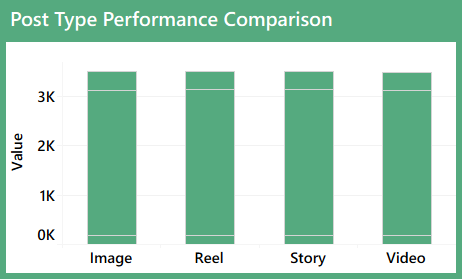 Post Type Performance Comparison
3K
2K
1K
0K
Value
Image Reel Story Video